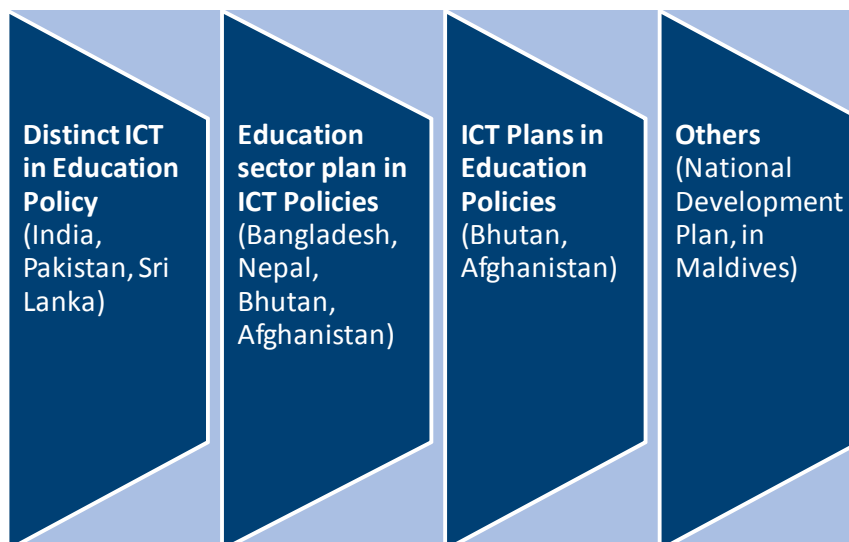 Distinct ICT
in Education
Policy
(India,
Pakistan, Sri
Lanka)
Education
sector plan in
ICT Policies
(Bangladesh,
Nepal,
Bhutan,
Afghanistan)
ICT Plans in
Education
Policies
(Bhutan,
Afghanistan)
Others
(National
Development
Plan, in
Maldives)